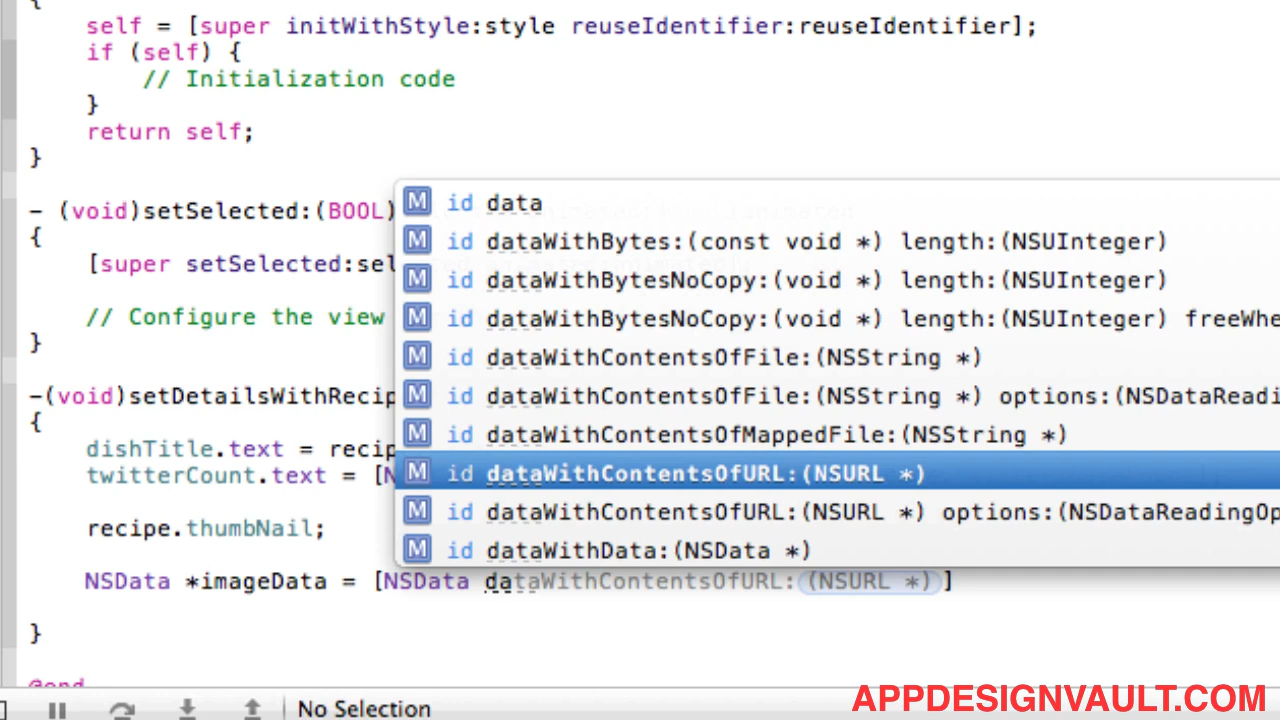 {
self = [super initWithStyle:style reuseIdentifier:reuseIdentifier];
if (self) {
// Initialization code
}
return self;
}
- (void)setSelected:(BOOL)
{
[super setSelected:sel
// Configure the view
}
-(void)setDetailsWithRecip
{
dishTitle.text = recip
twitterCount.text = [N
recipe.thumbNail;
NSData *imageData = [NSData dataWithContentsOfURL:(NSURL *)]
}
@end
M id data
M id dataWithBytes:(const void *) length:(NSUInteger)
M id dataWithBytesNoCopy:(void *) length:(NSUInteger)
M id dataWithBytesNoCopy:(void *) length:(NSUInteger) freeWhe
M id dataWithContentsOfFile:(NSString *)
M id dataWithContentsOfFile:(NSString *) options:(NSDataReadi
M id dataWithContentsOfMappedFile:(NSString *)
M id dataWithContentsOfURL:(NSURL *)
M id dataWithContentsOfURL:(NSURL *) options:(NSDataReadingOp
M id dataWithData:(NSData *)
No Selection
APPDESIGNVAULT.COM